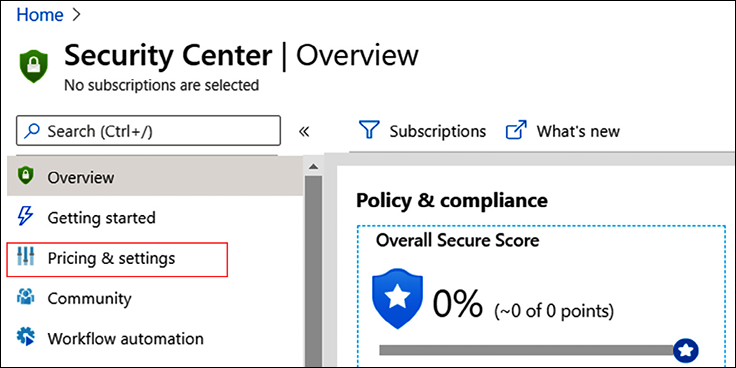 Home >
Security Center | Overview
No subscriptions are selected
Search (Ctrl+/)
«
Subscriptions
What's new
Overview
Getting started
Pricing & settings
Community
Workflow automation
Policy & compliance
Overall Secure Score
0% (~0 of 0 points)